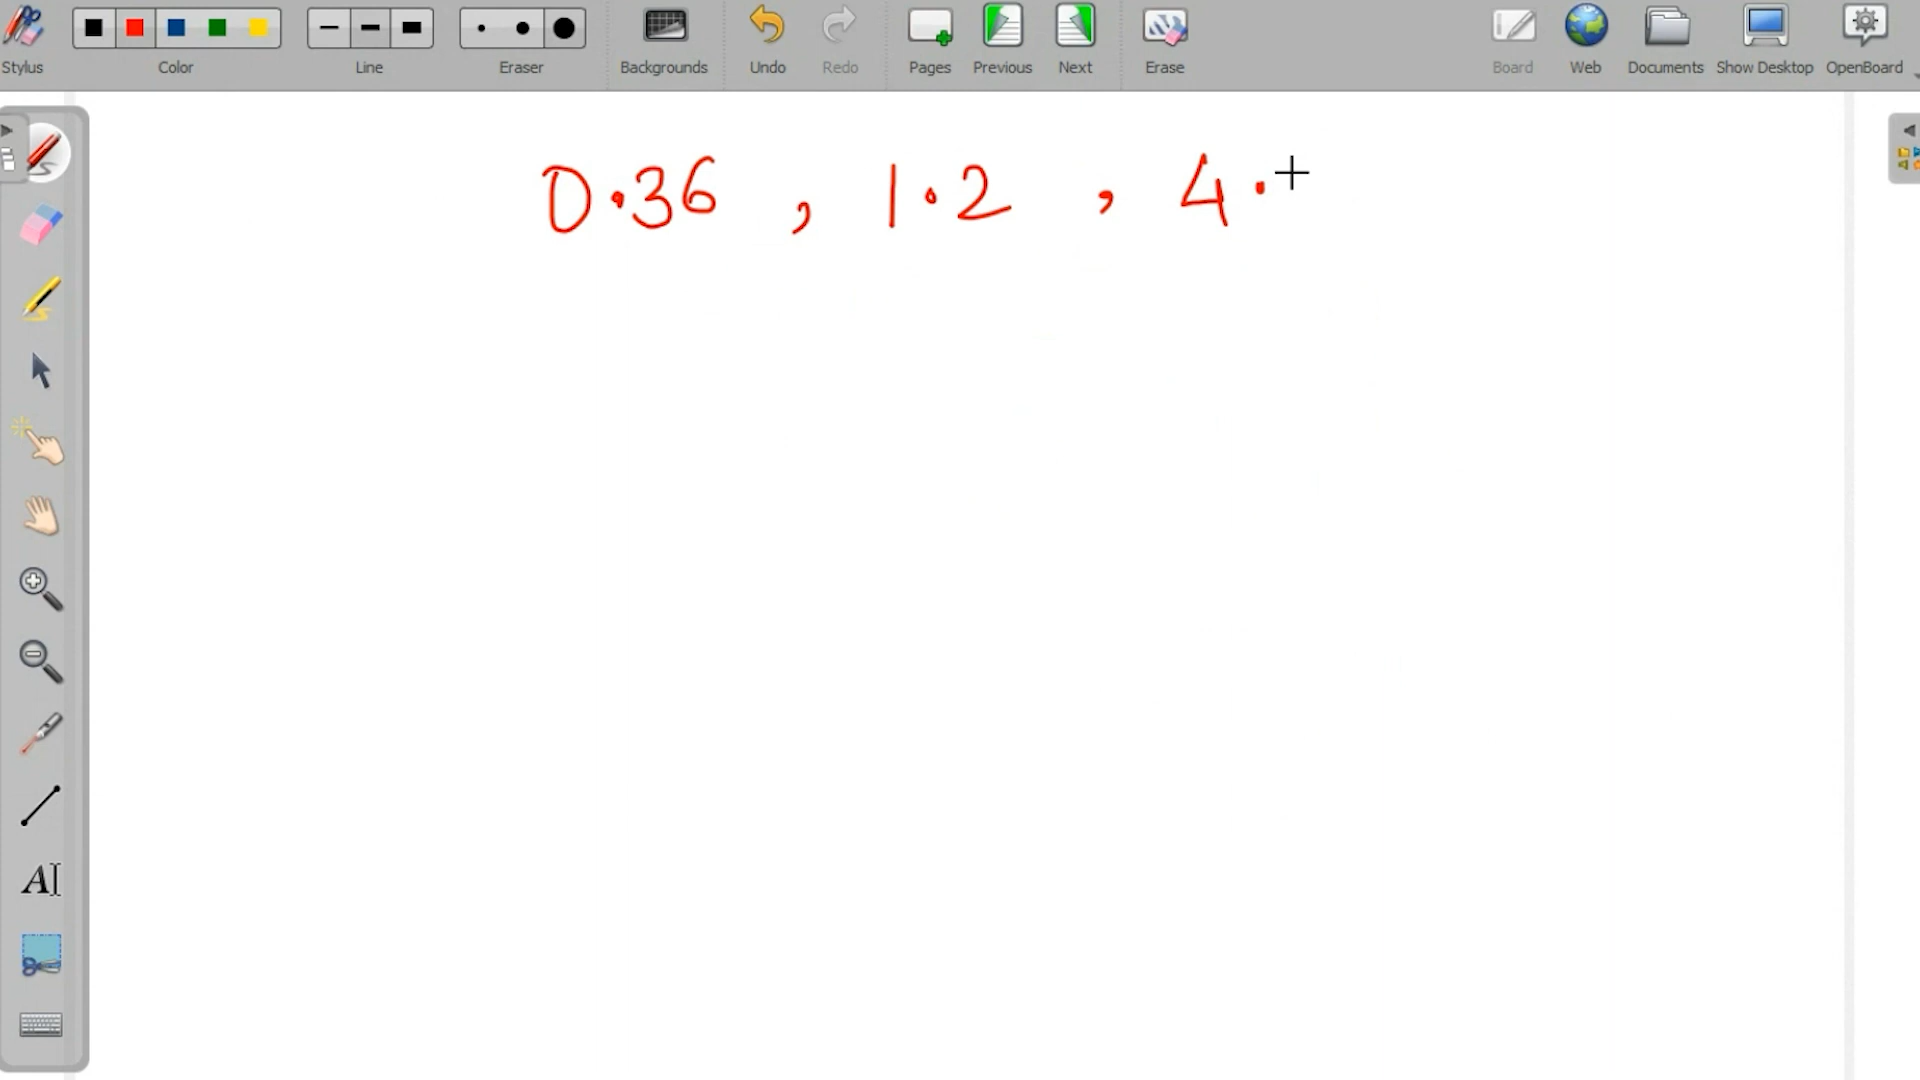 Stylus Color Line Eraser Backgrounds Undo Redo Pages Previous Next Erase Board Web Documents Show Desktop OpenBoard
0.36 , 1.2 , 4.
AI